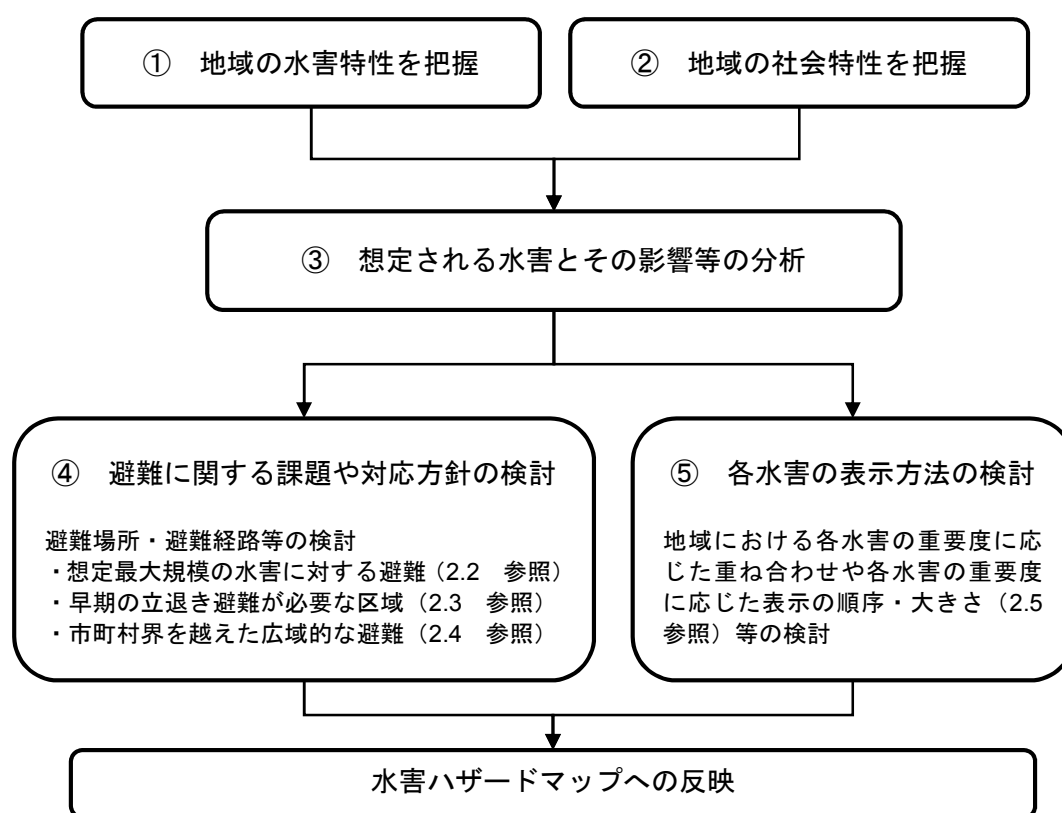 ① 地域の水害特性を把握
② 地域の社会特性を把握
③ 想定される水害とその影響等の分析
④ 避難に関する課題や対応方針の検討
避難場所・避難経路等の検討
・想定最大規模の水害に対する避難（2.2 参照）
・早期の立退き避難が必要な区域（2.3 参照）
・市町村界を越えた広域的な避難（2.4 参照）
⑤ 各水害の表示方法の検討
地域における各水害の重要度に応
じた重ね合わせや各水害の重要度
に応じた表示の順序・大きさ（2.5
参照）等の検討
水害ハザードマップへの反映